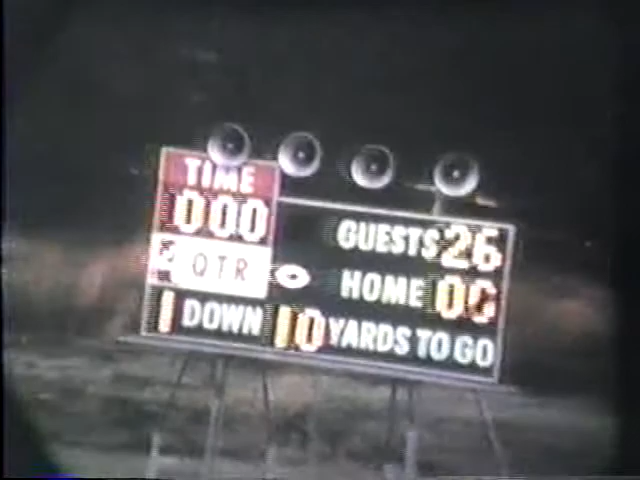 TIME
000
GUESTS 26
QTR
HOME 00
1 DOWN 10 YARDS TO GO